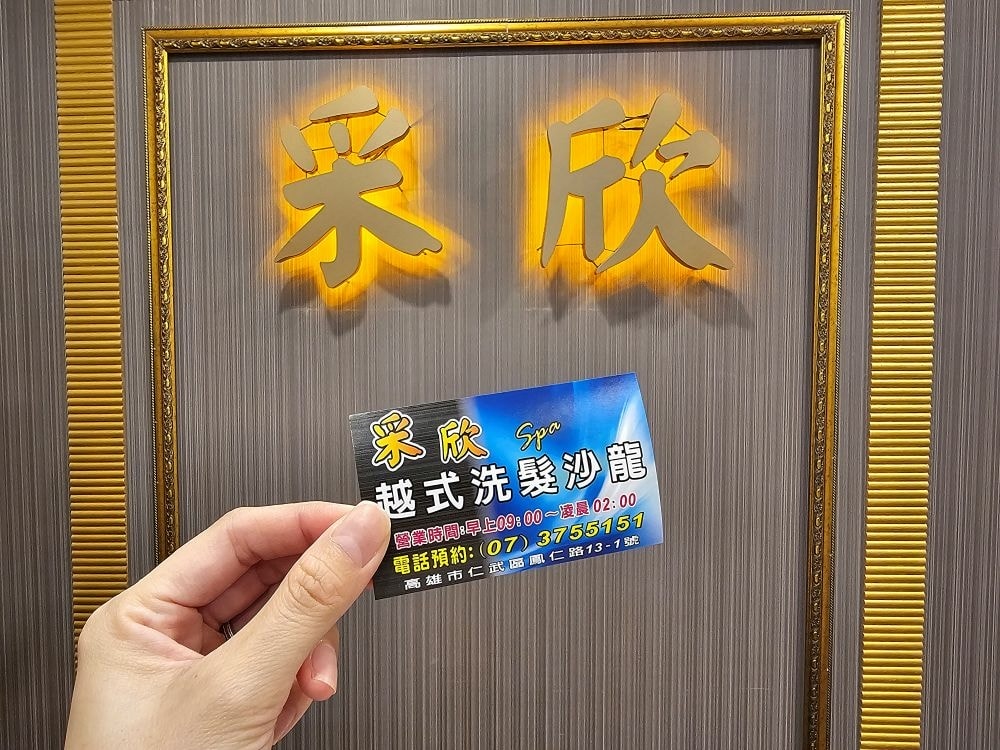 采欣
采欣 Spa
越式洗髮沙龍
營業時間:早上09:00～凌晨02:00
電話預約:(07) 3755151
高雄市仁武區鳳仁路13-1號